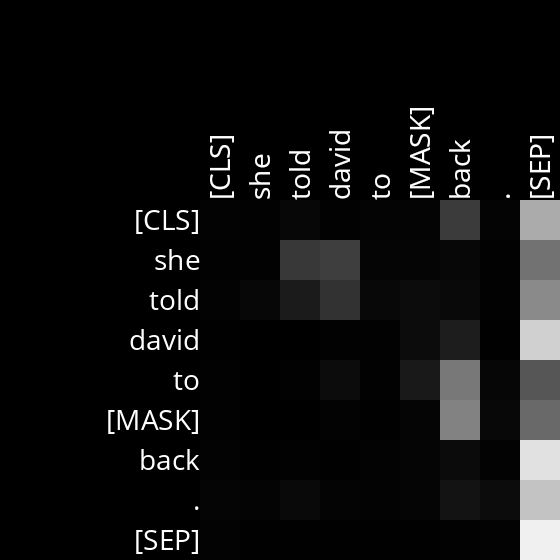 [CLS] she told david to [MASK] back . [SEP]
[CLS]
she
told
david
to
[MASK]
back
.
[SEP]